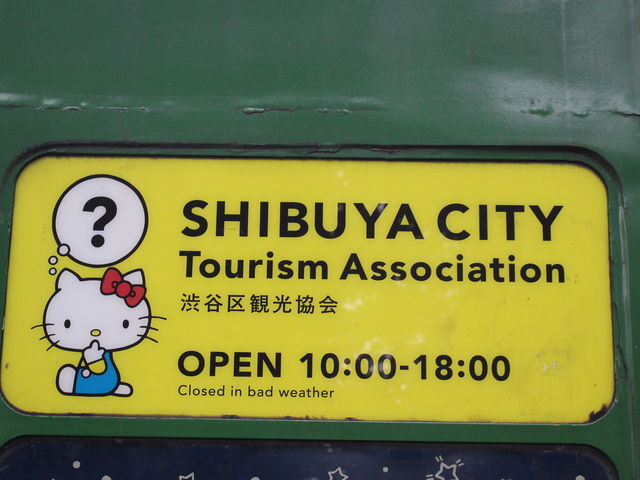 ?
SHIBUYA CITY
Tourism Association
渋谷区観光協会
OPEN 10:00-18:00
Closed in bad weather